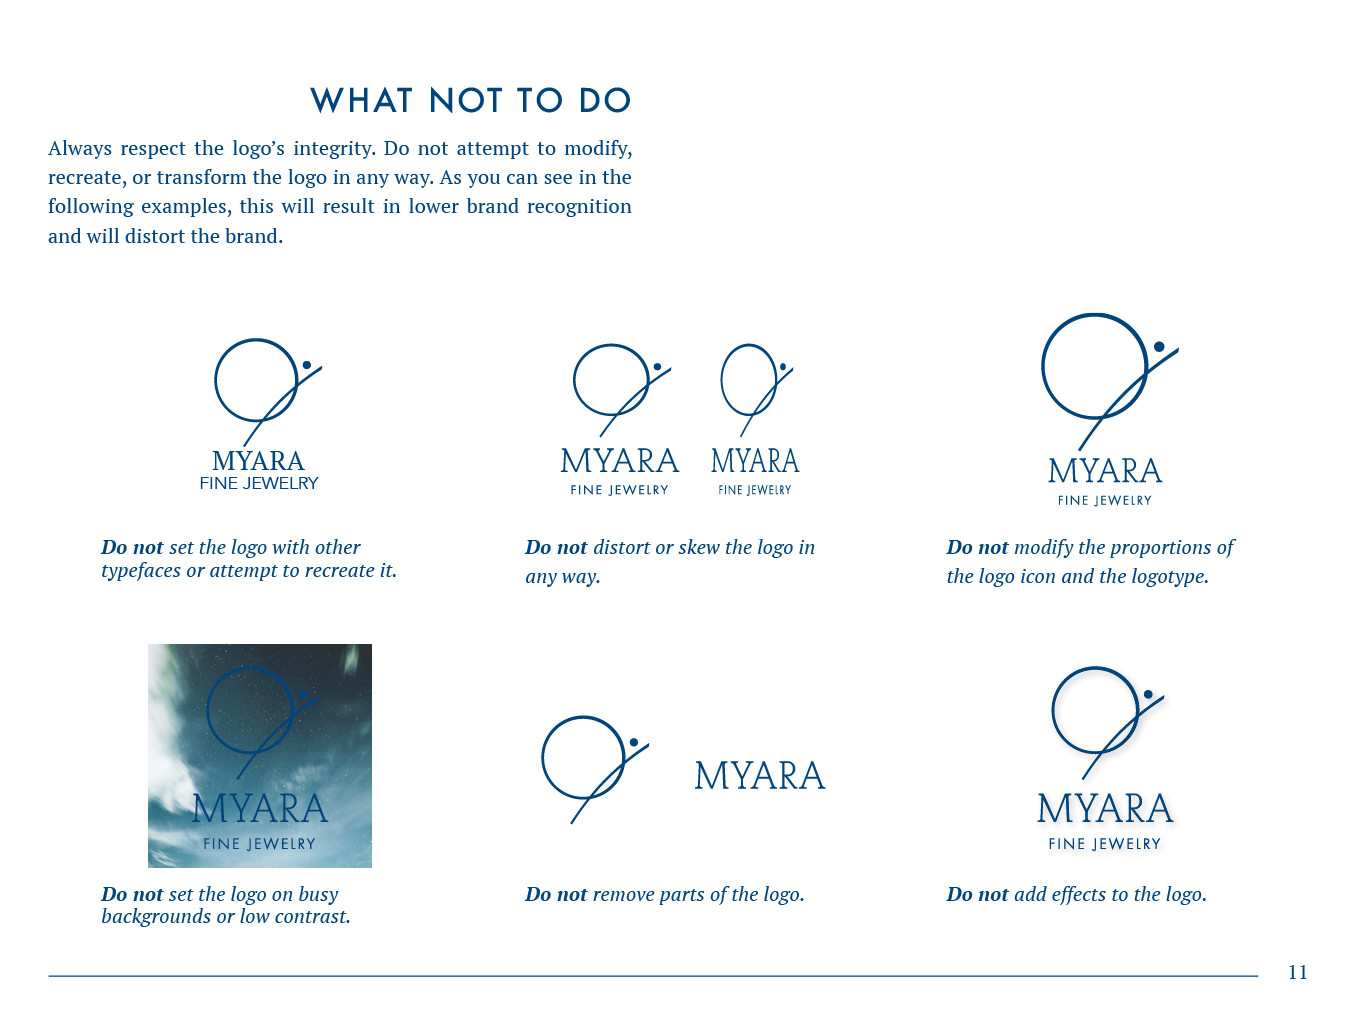 WHAT NOT TO DO
Always respect the logo’s integrity. Do not attempt to modify,
recreate, or transform the logo in any way. As you can see in the
following examples, this will result in lower brand recognition
and will distort the brand.
MYARA
FINE JEWELRY
Do not set the logo with other
typefaces or attempt to recreate it.
MYARA
FINE JEWELRY
MYARA
FINE JEWELRY
Do not distort or skew the logo in
any way.
MYARA
FINE JEWELRY
Do not modify the proportions of
the logo icon and the logotype.
MYARA
FINE JEWELRY
Do not set the logo on busy
backgrounds or low contrast.
MYARA
Do not remove parts of the logo.
MYARA
FINE JEWELRY
Do not add effects to the logo.
11